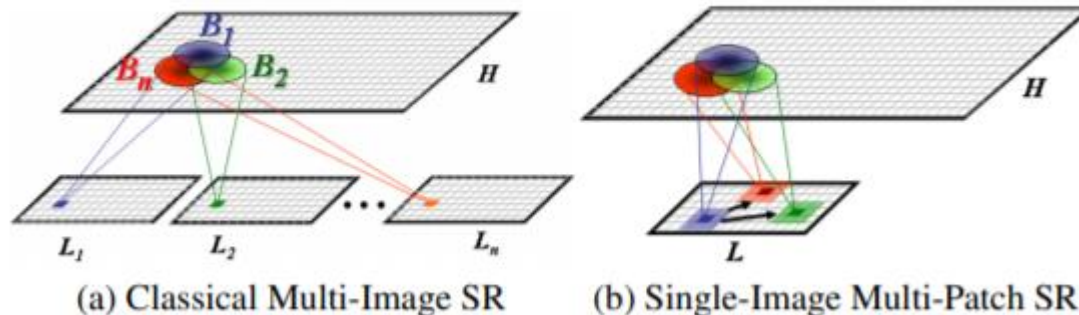 B1
Bn
B2
H
L1
L2
Ln
(a) Classical Multi-Image SR
H
L
(b) Single-Image Multi-Patch SR